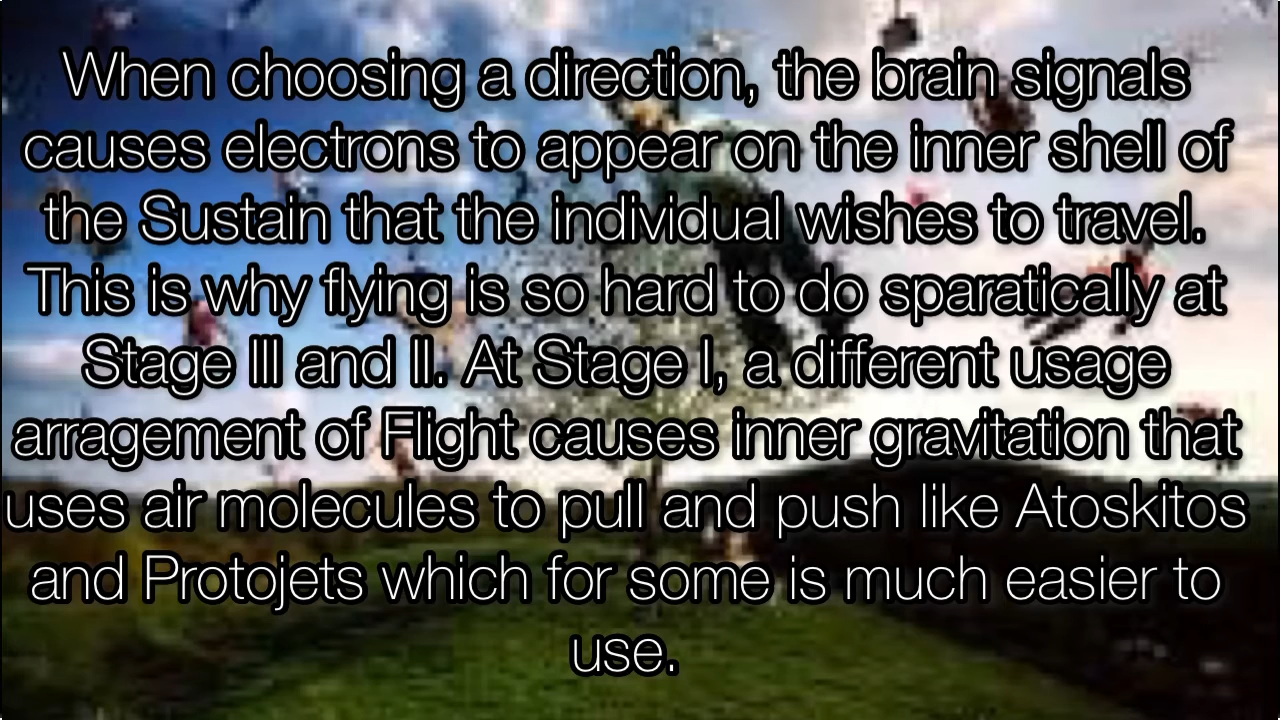 When choosing a direction, the brain signals
causes electrons to appear on the inner shell of
the Sustain that the individual wishes to travel.
This is why flying is so hard to do sparatically at
Stage III and II. At Stage I, a different usage
arragement of Flight causes inner gravitation that
uses air molecules to pull and push like Atoskitos
and Protojets which for some is much easier to
use.